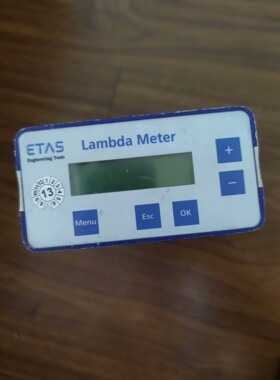 ETAS
Engineering Tools
Lambda Meter
+
−
13
Menu
Esc
OK